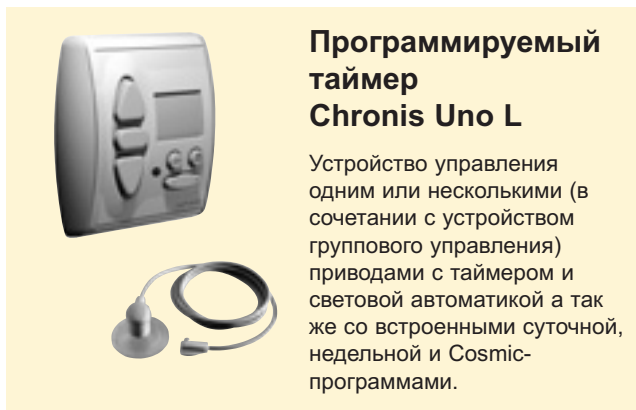 Программируемый
таймер
Chronis Uno L
Устройство управления
одним или несколькими (в
сочетании с устройством
группового управления)
приводами с таймером и
световой автоматикой а так
же со встроенными суточной,
недельной и Cosmic-
программами.